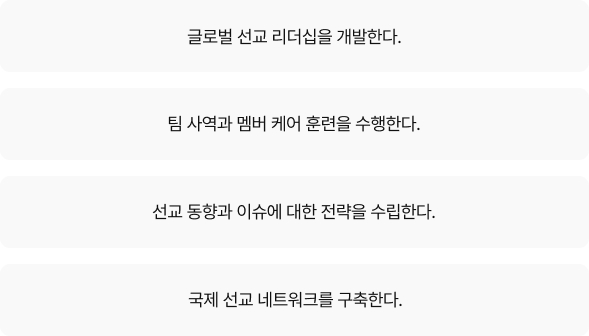 글로벌 선교 리더십을 개발한다.
팀 사역과 멤버 케어 훈련을 수행한다.
선교 동향과 이슈에 대한 전략을 수립한다.
국제 선교 네트워크를 구축한다.